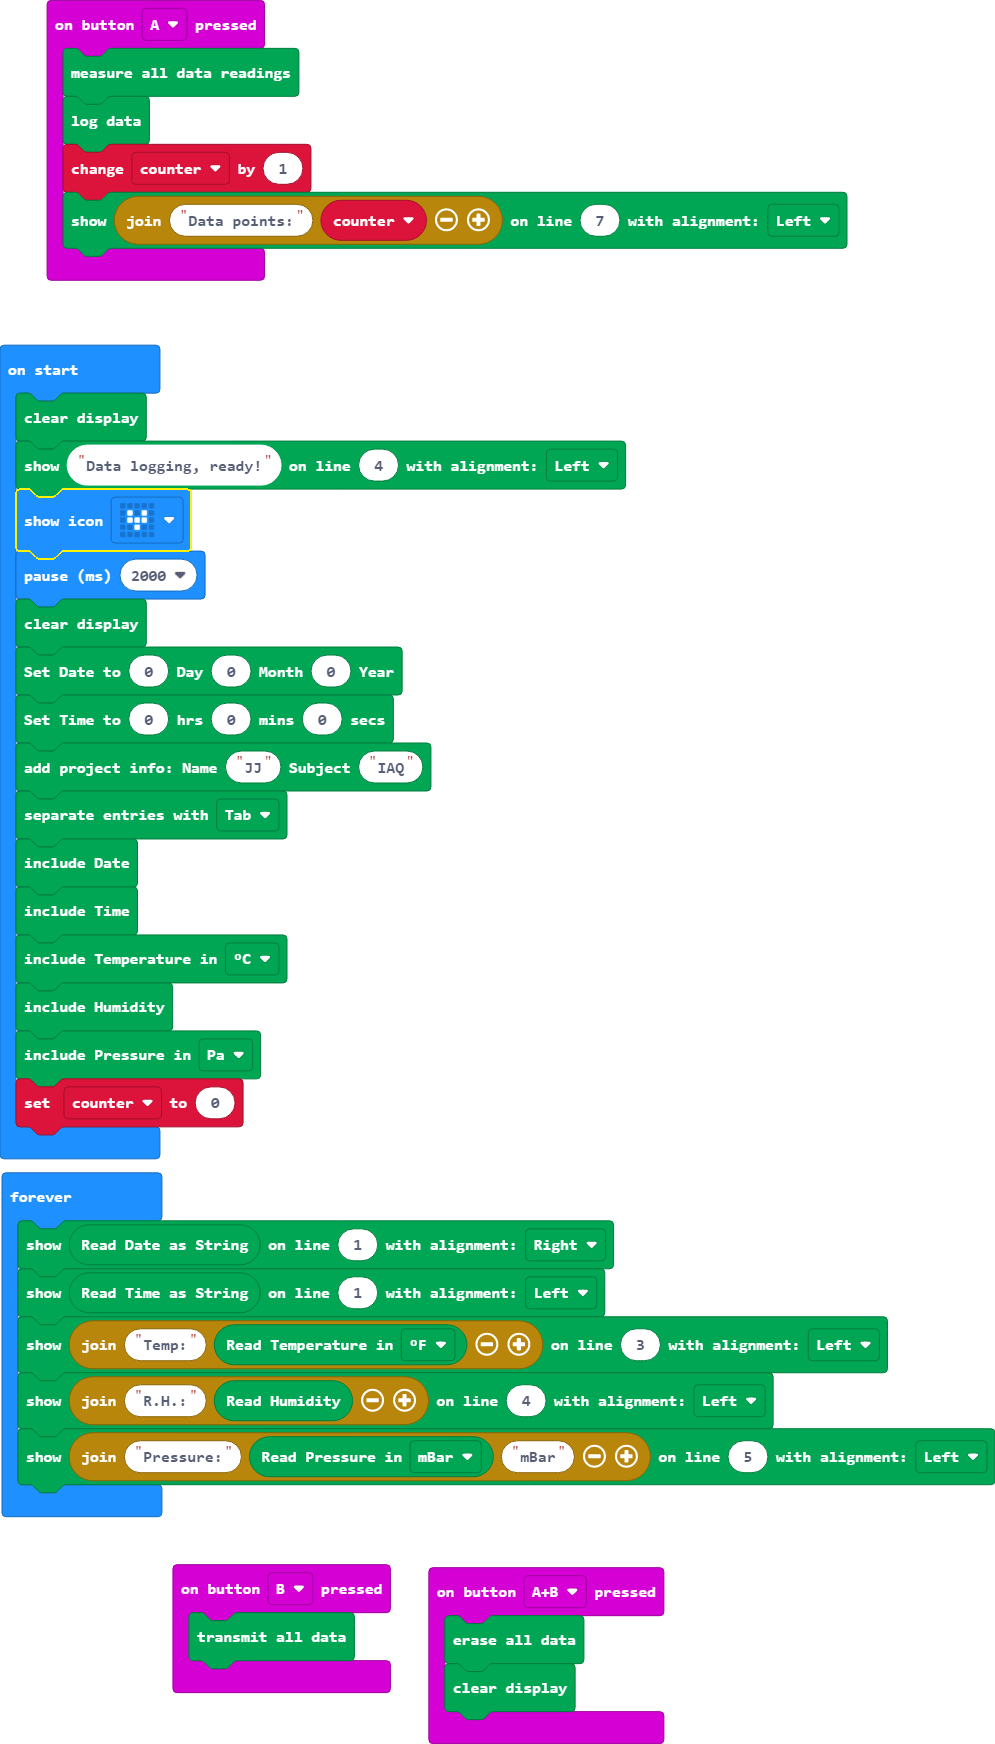 on button A pressed
measure all data readings
log data
change counter by 1
show join "Data points:" counter on line 7 with alignment: Left
on start
clear display
show "Data logging, ready!" on line 4 with alignment: Left
show icon
pause (ms) 2000
clear display
Set Date to 0 Day 0 Month 0 Year
Set Time to 0 hrs 0 mins 0 secs
add project info: Name "JJ" Subject "IAQ"
separate entries with Tab
include Date
include Time
include Temperature in ºC
include Humidity
include Pressure in Pa
set counter to 0
forever
show Read Date as String on line 1 with alignment: Right
show Read Time as String on line 1 with alignment: Left
show join "Temp:" Read Temperature in ºF on line 3 with alignment: Left
show join "R.H.:" Read Humidity on line 4 with alignment: Left
show join "Pressure:" Read Pressure in mBar "mBar" on line 5 with alignment: Left
on button B pressed
transmit all data
on button A+B pressed
erase all data
clear display